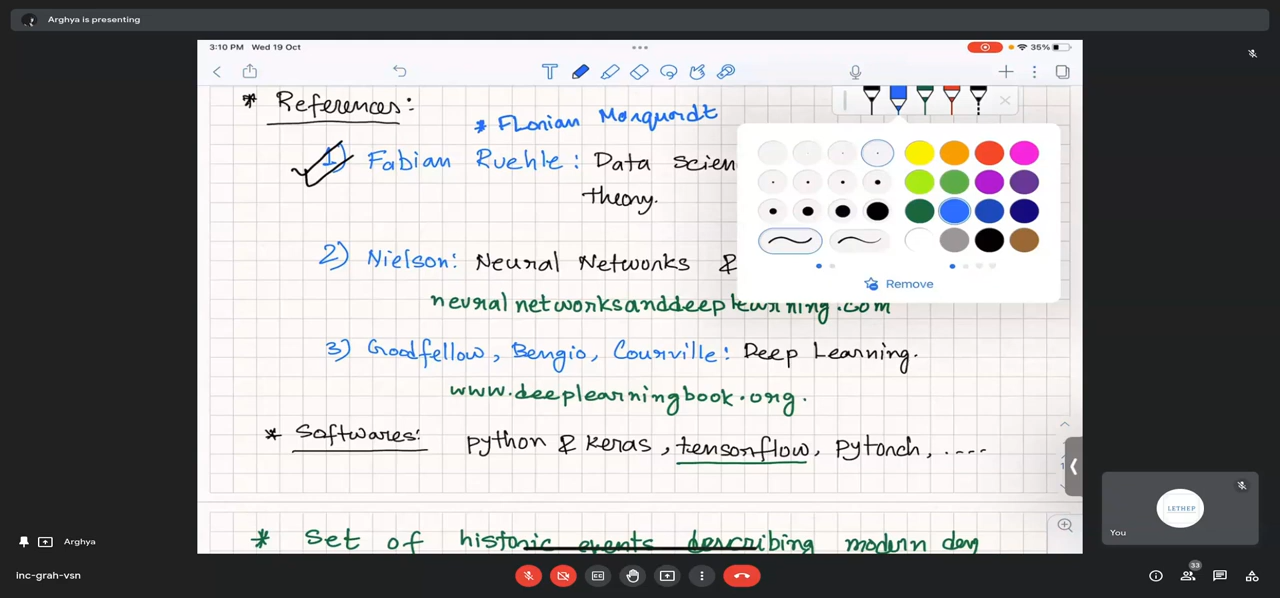 Arghya is presenting
3:10 PM Wed 19 Oct
35%
* References:
* Florian Marquardt
1) Fabian Ruehle: Data scien
theory.
Remove
2) Nielson: Neural Networks &
neuralnetworksanddeeplearning.com
3) Goodfellow, Bengio, Courville: Deep Learning.
www.deeplearningbook.org.
* Softwares: python & keras, tensorflow, Pytorch, ....
* Set of historic events describing modern day
LETHEP
You
Arghya
lnc-grah-vsn
33